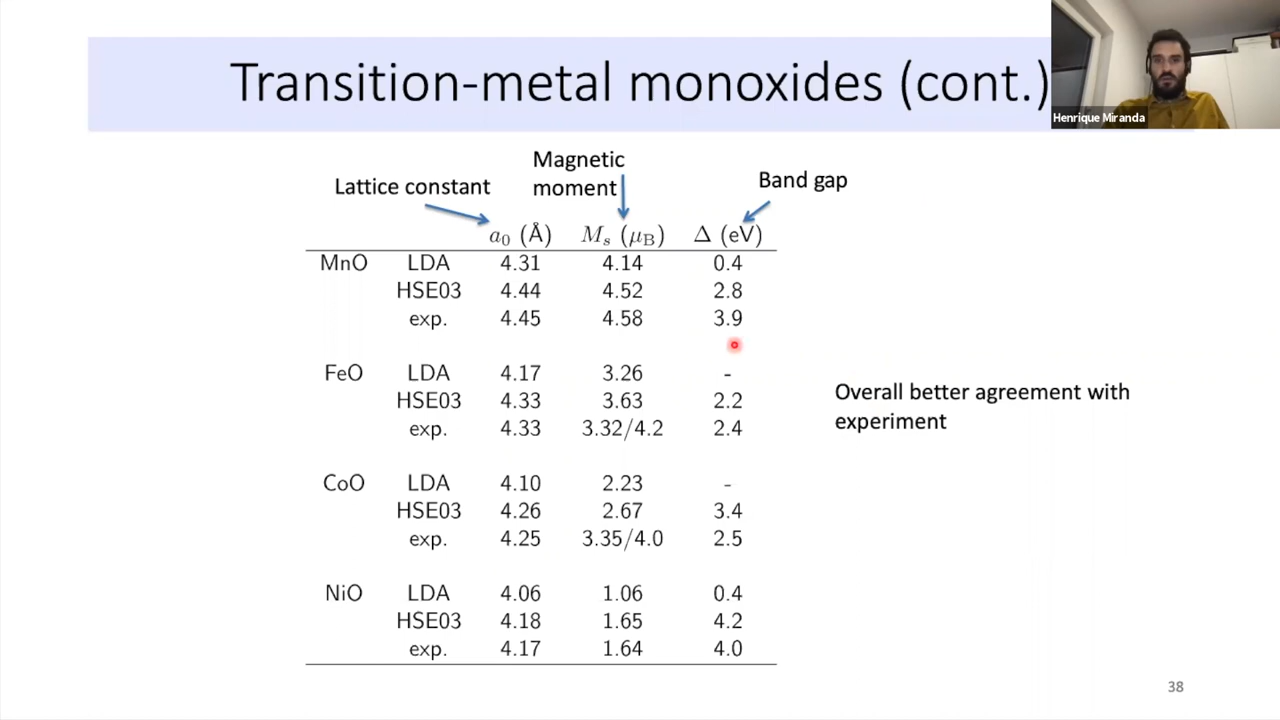 Transition-metal monoxides (cont.)
Henrique Miranda
Magnetic
moment
Lattice constant
Band gap
a₀ (Å) Mₛ (μB) Δ (eV)
MnO LDA 4.31 4.14 0.4
HSE03 4.44 4.52 2.8
exp. 4.45 4.58 3.9
FeO LDA 4.17 3.26 -
HSE03 4.33 3.63 2.2
exp. 4.33 3.32/4.2 2.4
Overall better agreement with
experiment
CoO LDA 4.10 2.23 -
HSE03 4.26 2.67 3.4
exp. 4.25 3.35/4.0 2.5
NiO LDA 4.06 1.06 0.4
HSE03 4.18 1.65 4.2
exp. 4.17 1.64 4.0
38